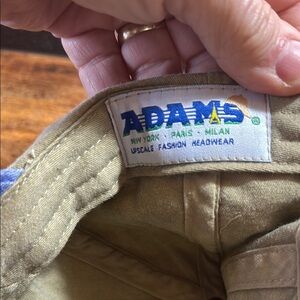 ADAMS ®
NEW YORK · PARIS · MILAN
UPSCALE FASHION HEADWEAR